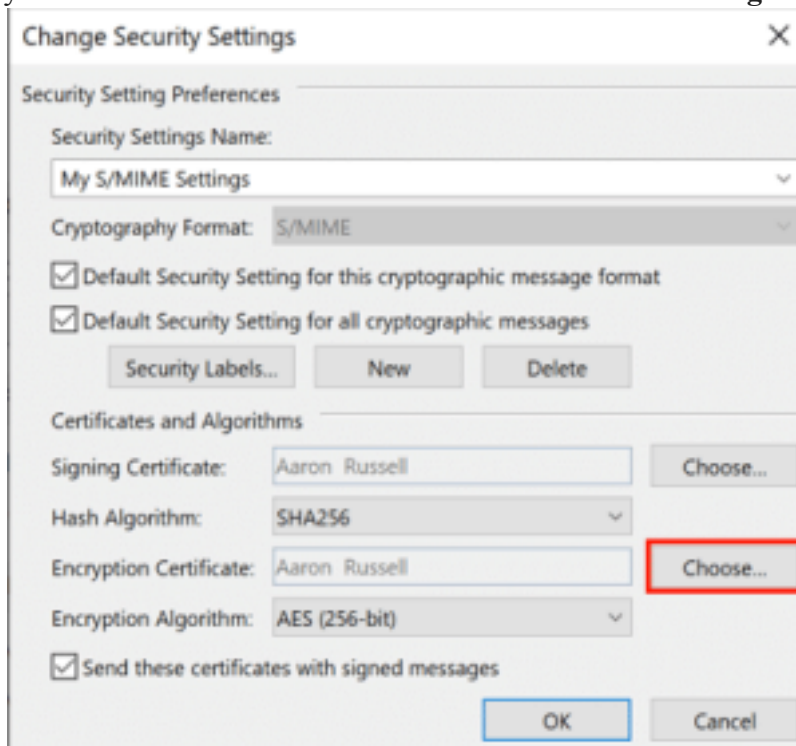 Change Security Settings
Security Setting Preferences
Security Settings Name:
My S/MIME Settings
Cryptography Format: S/MIME
Default Security Setting for this cryptographic message format
Default Security Setting for all cryptographic messages
Security Labels... New Delete
Certificates and Algorithms
Signing Certificate: Aaron Russell Choose...
Hash Algorithm: SHA256
Encryption Certificate: Aaron Russell Choose...
Encryption Algorithm: AES (256-bit)
Send these certificates with signed messages
OK Cancel